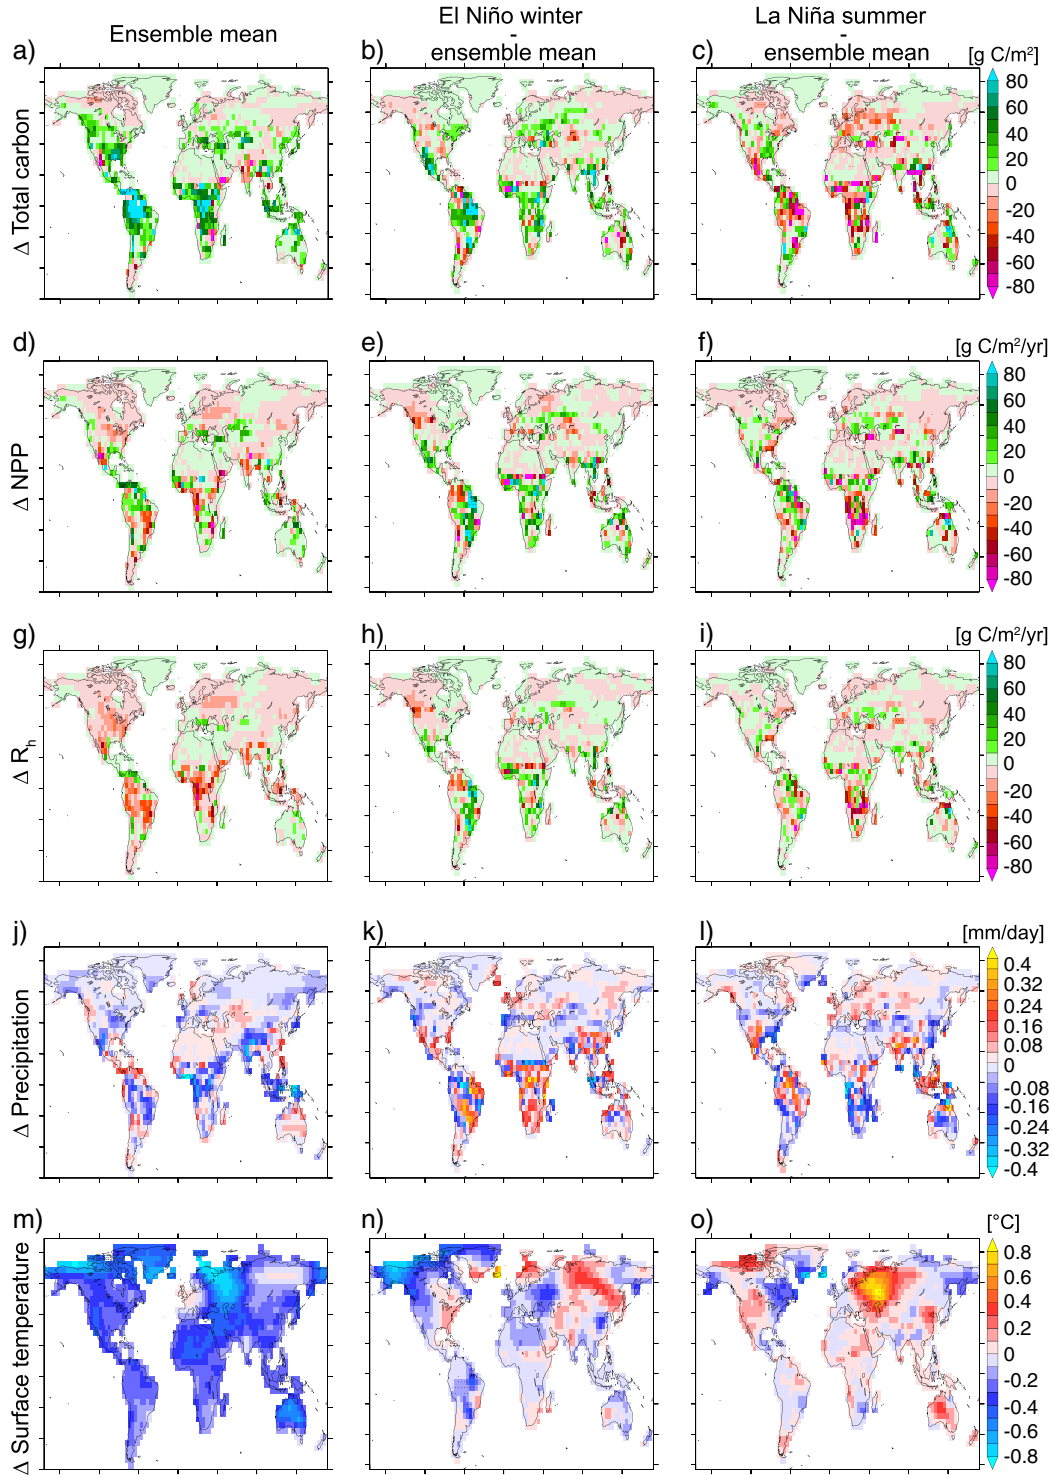 Ensemble mean
El Niño winter
-
ensemble mean
La Niña summer
-
ensemble mean
a)
b)
c)
[g C/m²]
Δ Total carbon
80
60
40
20
0
-20
-40
-60
-80
d)
e)
f)
[g C/m²/yr]
Δ NPP
80
60
40
20
0
-20
-40
-60
-80
g)
h)
i)
[g C/m²/yr]
Δ Rₕ
80
60
40
20
0
-20
-40
-60
-80
j)
k)
l)
[mm/day]
Δ Precipitation
0.4
0.32
0.24
0.16
0.08
0
-0.08
-0.16
-0.24
-0.32
-0.4
m)
n)
o)
[°C]
Δ Surface temperature
0.8
0.6
0.4
0.2
0
-0.2
-0.4
-0.6
-0.8